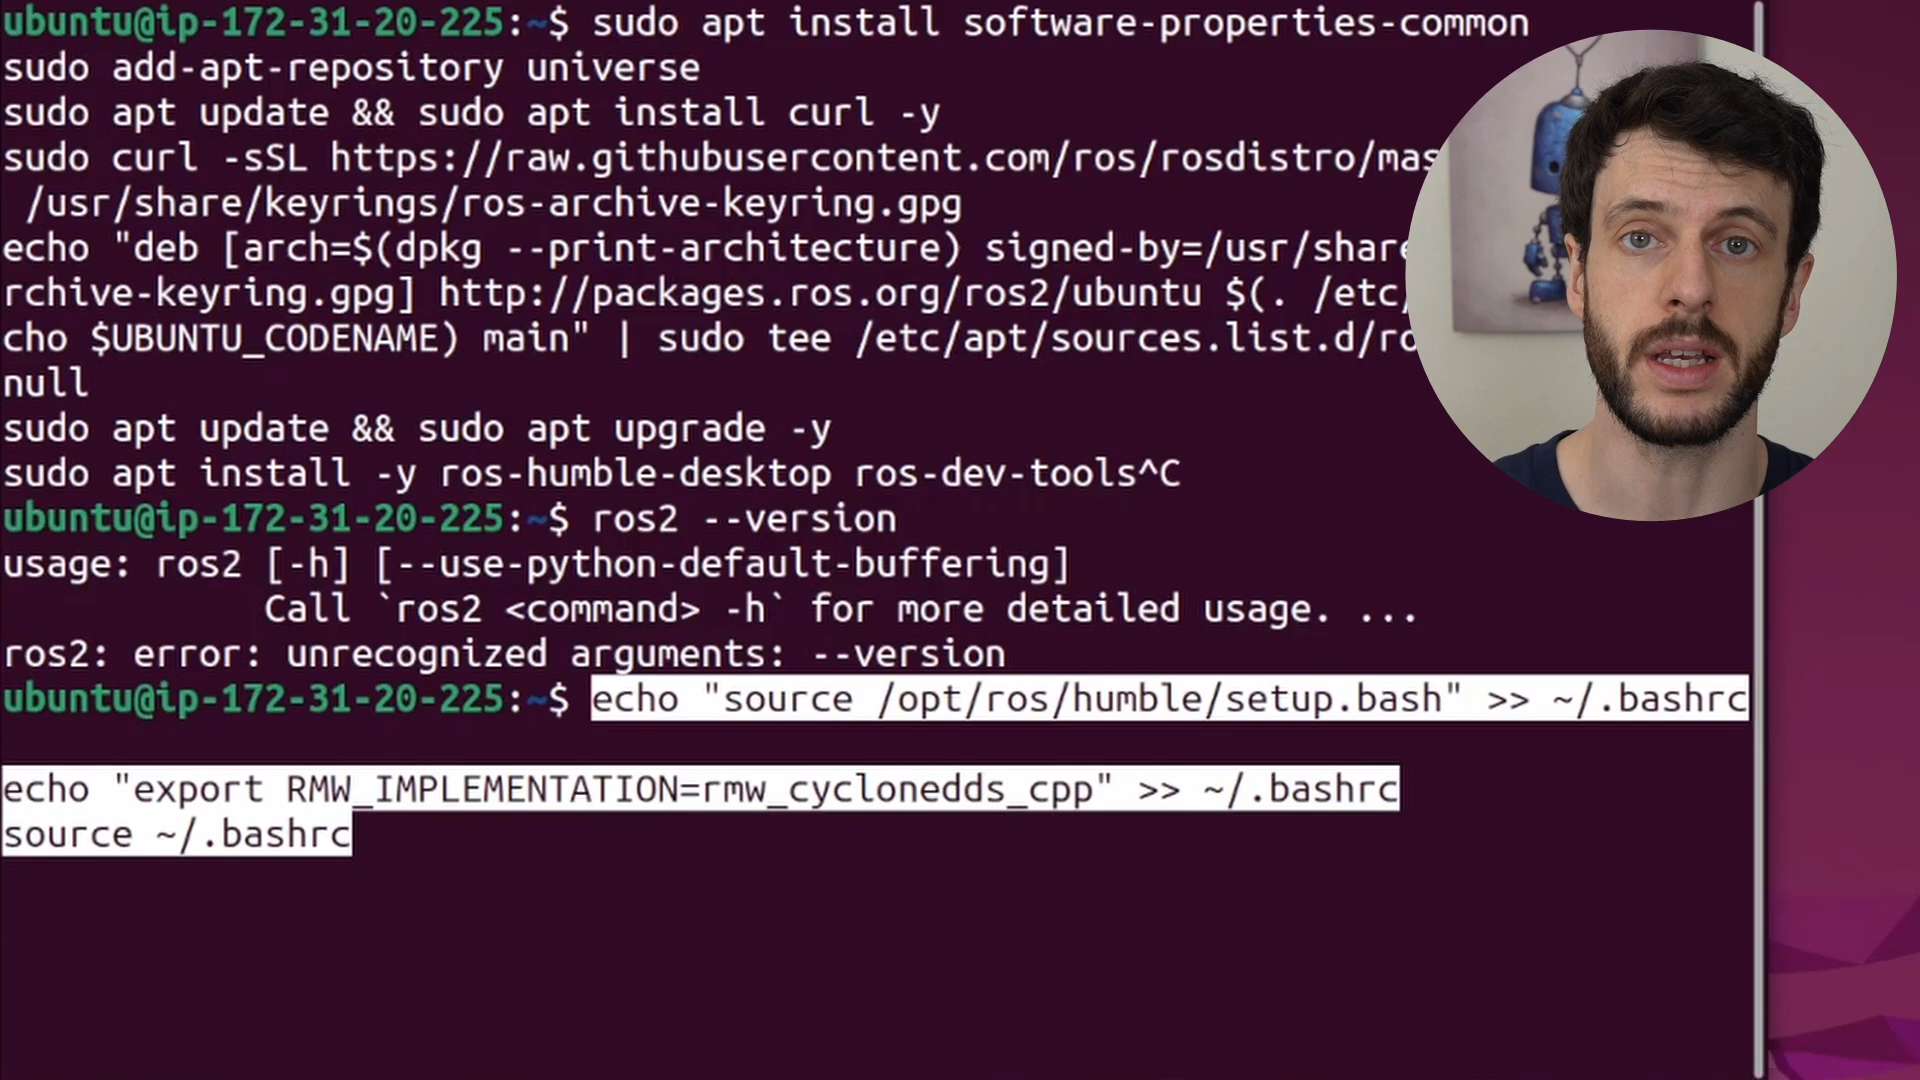 ubuntu@ip-172-31-20-225:~$ sudo apt install software-properties-common
sudo add-apt-repository universe
sudo apt update && sudo apt install curl -y
sudo curl -sSL https://raw.githubusercontent.com/ros/rosdistro/mas
/usr/share/keyrings/ros-archive-keyring.gpg
echo "deb [arch=$(dpkg --print-architecture) signed-by=/usr/share
rchive-keyring.gpg] http://packages.ros.org/ros2/ubuntu $(. /etc/
cho $UBUNTU_CODENAME) main" | sudo tee /etc/apt/sources.list.d/ro
null
sudo apt update && sudo apt upgrade -y
sudo apt install -y ros-humble-desktop ros-dev-tools^C
ubuntu@ip-172-31-20-225:~$ ros2 --version
usage: ros2 [-h] [--use-python-default-buffering]
Call `ros2 <command> -h` for more detailed usage. ...
ros2: error: unrecognized arguments: --version
ubuntu@ip-172-31-20-225:~$ echo "source /opt/ros/humble/setup.bash" >> ~/.bashrc
echo "export RMW_IMPLEMENTATION=rmw_cyclonedds_cpp" >> ~/.bashrc
source ~/.bashrc